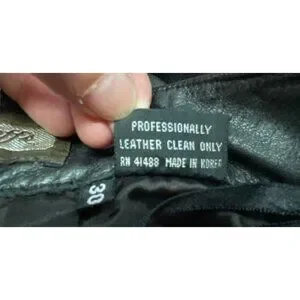 PROFESSIONALLY
LEATHER CLEAN ONLY
RN 41488 MADE IN KOREA
30